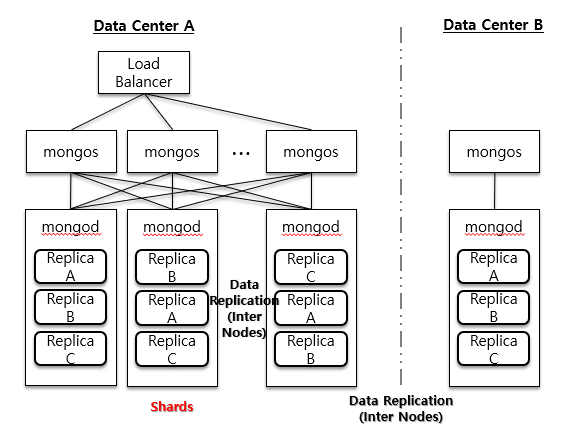 Data Center A
Data Center B
Load
Balancer
mongos
mongos
...
mongos
mongos
mongod
Replica
A
Replica
B
Replica
C
mongod
Replica
B
Replica
A
Replica
C
Data
Replication
(Inter
Nodes)
mongod
Replica
C
Replica
A
Replica
B
mongod
Replica
A
Replica
B
Replica
C
Shards
Data Replication
(Inter Nodes)